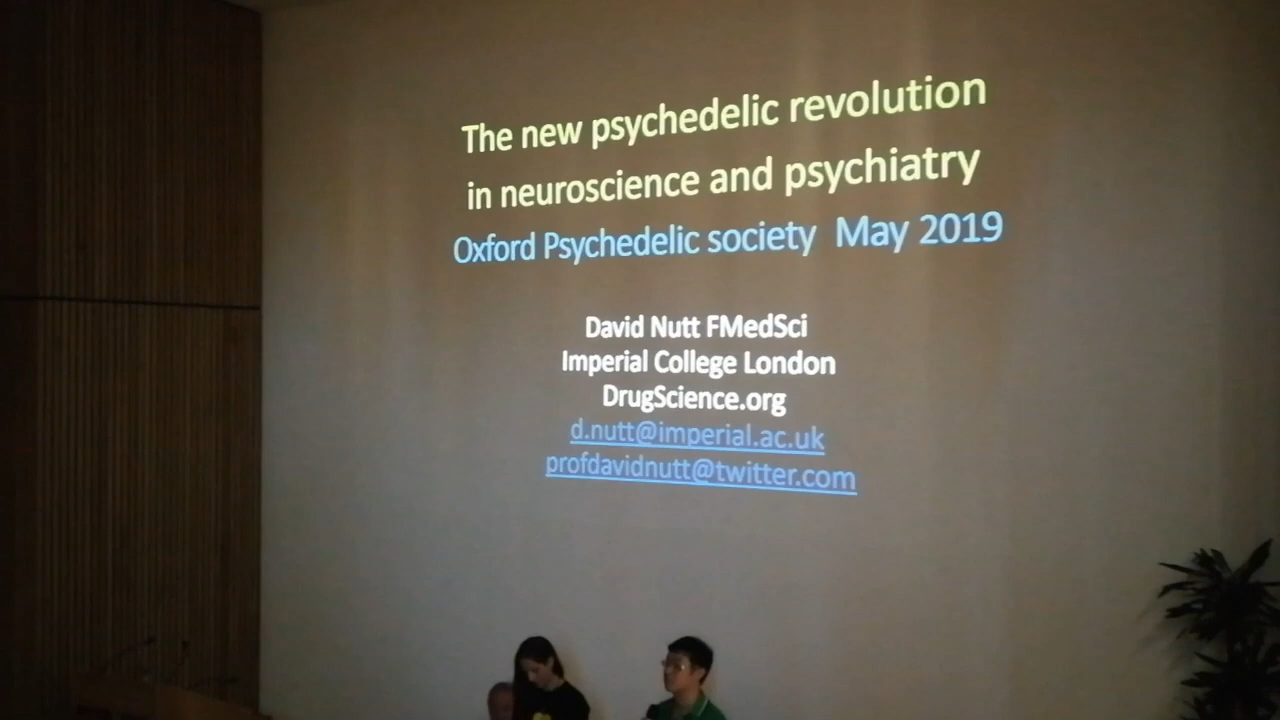 The new psychedelic revolution
in neuroscience and psychiatry
Oxford Psychedelic society May 2019
David Nutt FMedSci
Imperial College London
DrugScience.org
d.nutt@imperial.ac.uk
profdavidnutt@twitter.com